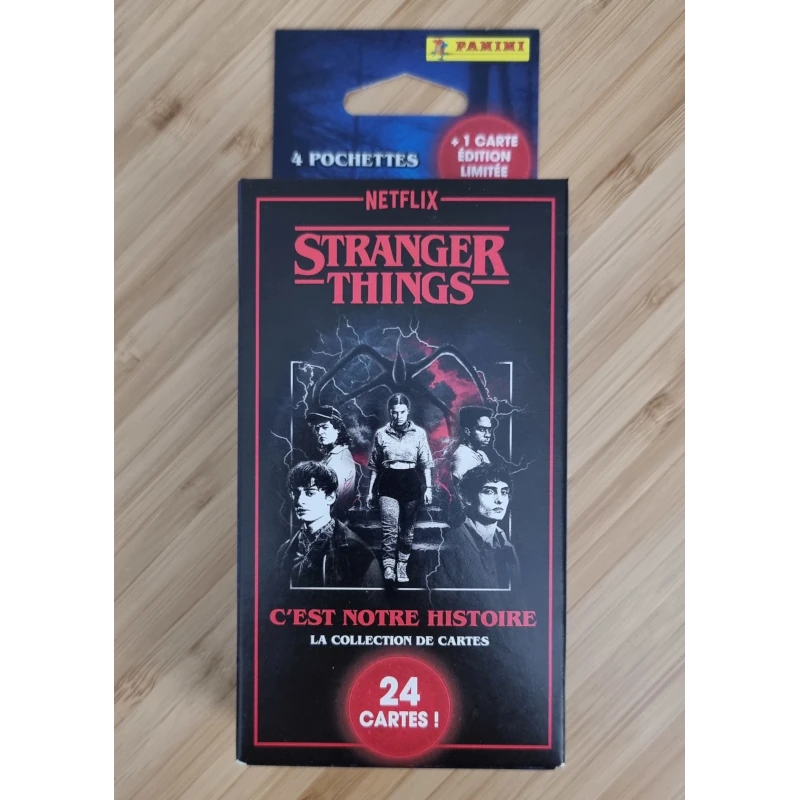 PANINI
+ 1 CARTE
ÉDITION
LIMITÉE
4 POCHETTES
NETFLIX
STRANGER
THINGS
C'EST NOTRE HISTOIRE
LA COLLECTION DE CARTES
24
CARTES !